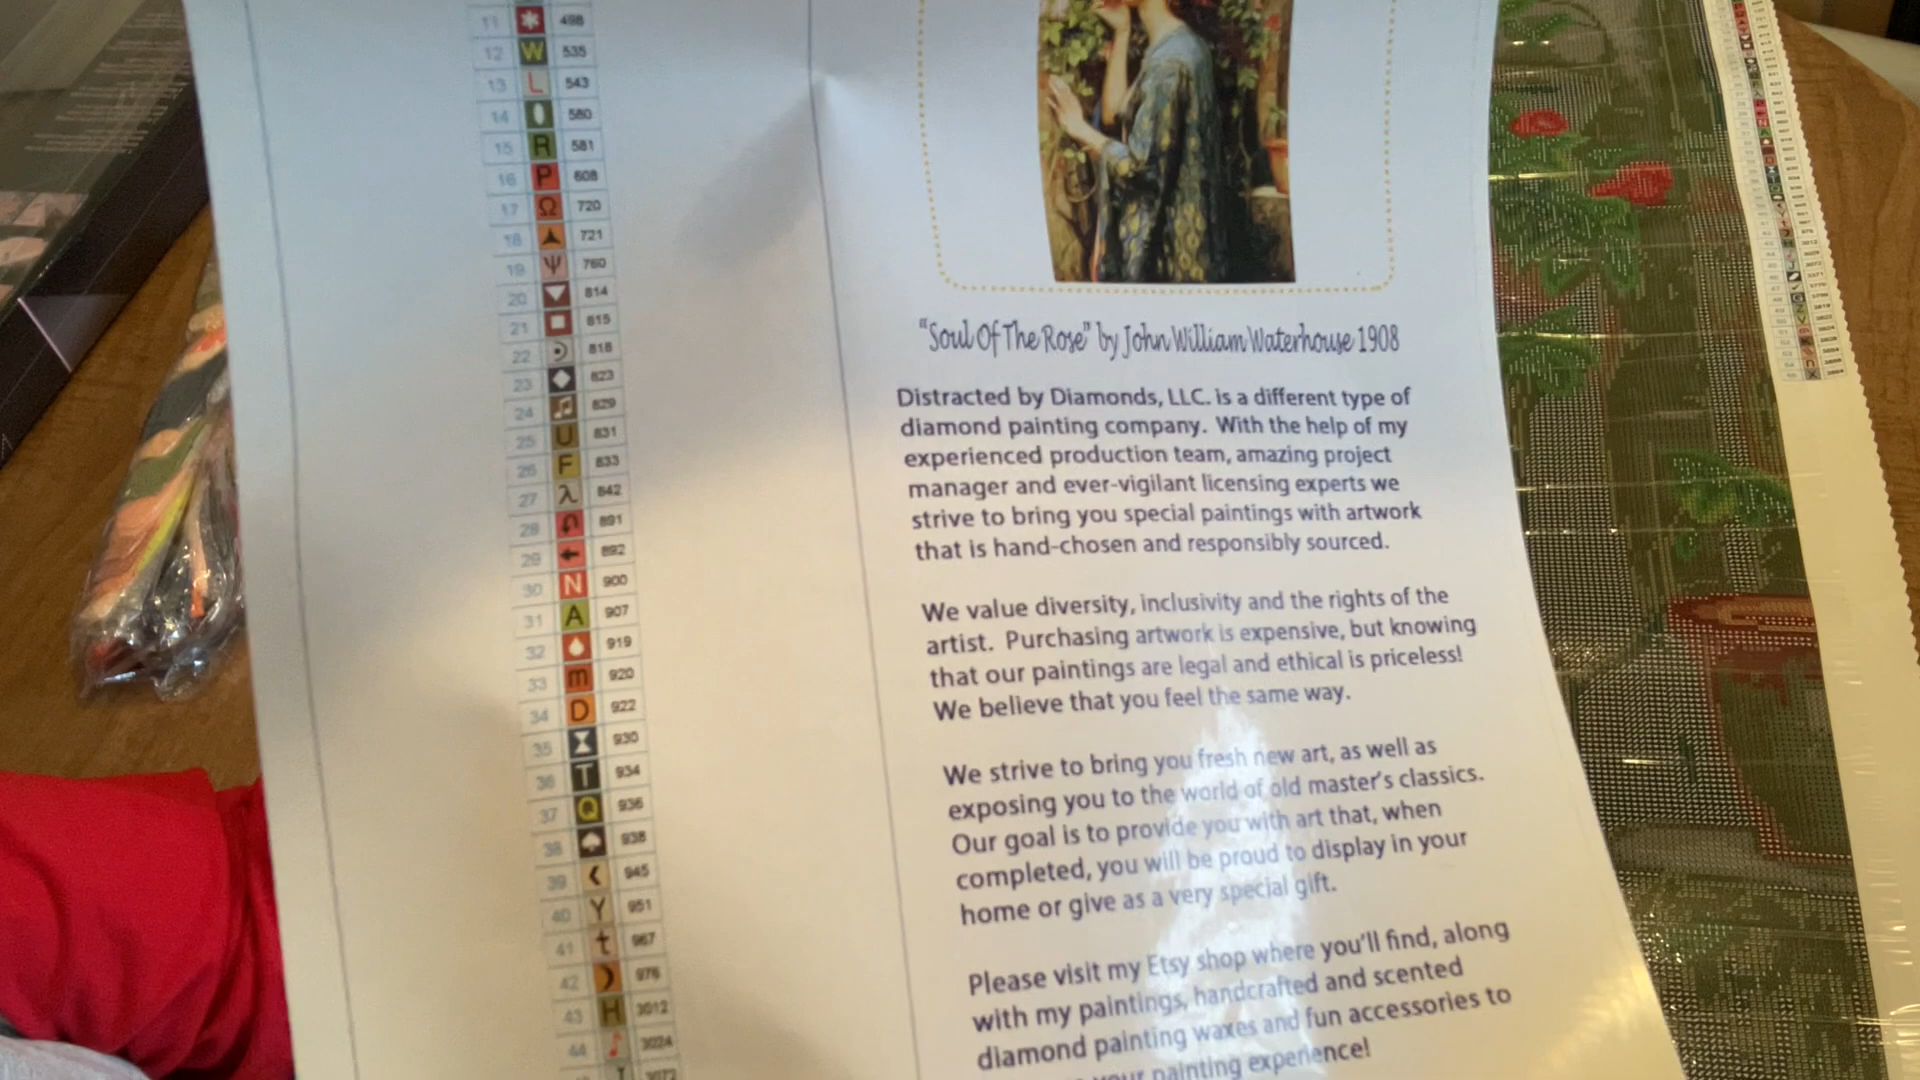 11 498
12 W 535
13 L 543
14 580
15 R 581
16 P 608
17 Ω 720
18 721
19 Ψ 760
20 814
21 815
22 818
23 823
24 829
25 U 831
26 F 833
27 λ 842
28 891
29 892
30 N 900
31 A 907
32 919
33 m 920
34 D 922
35 930
36 T 934
37 Q 936
38 938
39 945
40 Y 951
41 t 967
42 976
43 H 3012
44 3024
"Soul Of The Rose" by John William Waterhouse 1908
Distracted by Diamonds, LLC. is a different type of
diamond painting company. With the help of my
experienced production team, amazing project
manager and ever-vigilant licensing experts we
strive to bring you special paintings with artwork
that is hand-chosen and responsibly sourced.
We value diversity, inclusivity and the rights of the
artist. Purchasing artwork is expensive, but knowing
that our paintings are legal and ethical is priceless!
We believe that you feel the same way.
We strive to bring you fresh new art, as well as
exposing you to the world of old master's classics.
Our goal is to provide you with art that, when
completed, you will be proud to display in your
home or give as a very special gift.
Please visit my Etsy shop where you'll find, along
with my paintings, handcrafted and scented
diamond painting waxes and fun accessories to
your painting experience!